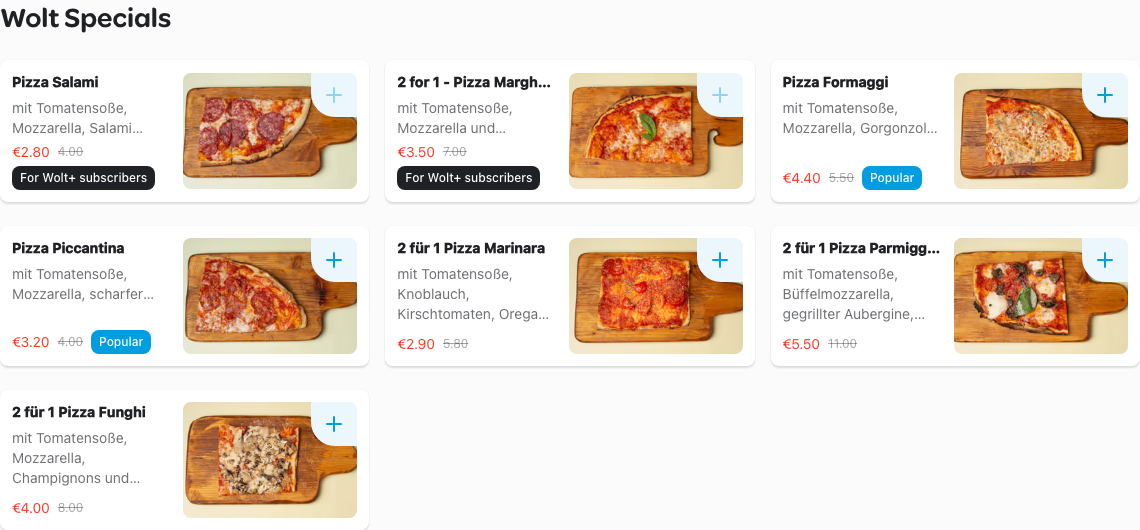 Wolt Specials
Pizza Salami
mit Tomatensoße,
Mozzarella, Salami...
€2.80 4.00
For Wolt+ subscribers
2 for 1 - Pizza Margh...
mit Tomatensoße,
Mozzarella und...
€3.50 7.00
For Wolt+ subscribers
Pizza Formaggi
mit Tomatensoße,
Mozzarella, Gorgonzol...
€4.40 5.50 Popular
Pizza Piccantina
mit Tomatensoße,
Mozzarella, scharfer...
€3.20 4.00 Popular
2 für 1 Pizza Marinara
mit Tomatensoße,
Knoblauch,
Kirschtomaten, Orega...
€2.90 5.80
2 für 1 Pizza Parmigg...
mit Tomatensoße,
Büffelmozzarella,
gegrillter Aubergine,...
€5.50 11.00
2 für 1 Pizza Funghi
mit Tomatensoße,
Mozzarella,
Champignons und...
€4.00 8.00